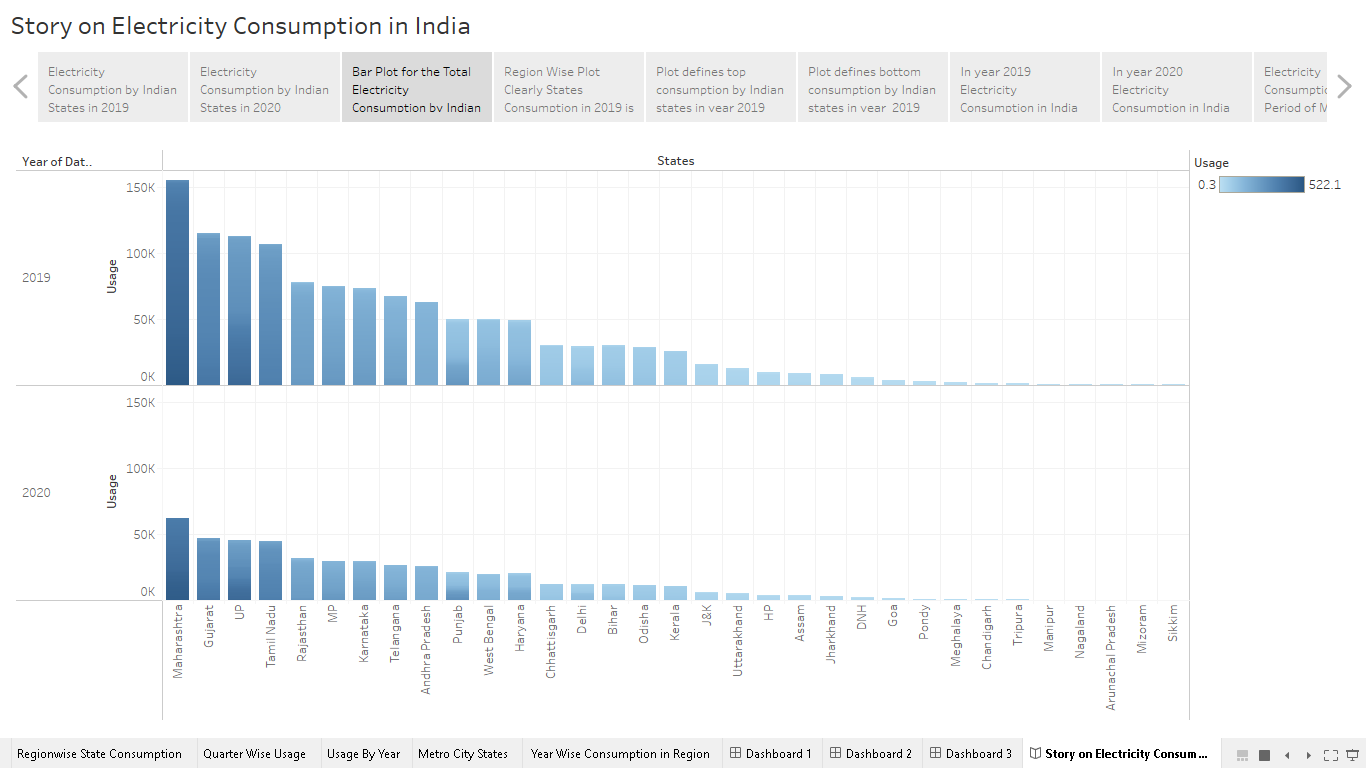 Story on Electricity Consumption in India
Electricity
Consumption by Indian
States in 2019
Electricity
Consumption by Indian
States in 2020
Bar Plot for the Total
Electricity
Consumption by Indian
Region Wise Plot
Clearly States
Consumption in 2019 is
Plot defines top
consumption by Indian
states in year 2019
Plot defines bottom
consumption by Indian
states in year 2019
In year 2019
Electricity
Consumption in India
In year 2020
Electricity
Consumption in India
Electricity
Consumptic
Period of M
Year of Dat..
States
Usage
0.3
522.1
2019
Usage
150K
100K
50K
0K
2020
Usage
150K
100K
50K
0K
Maharashtra
Gujarat
UP
Tamil Nadu
Rajasthan
MP
Karnataka
Telangana
Andhra Pradesh
Punjab
West Bengal
Haryana
Chhattisgarh
Delhi
Bihar
Odisha
Kerala
J&K
Uttarakhand
HP
Assam
Jharkhand
DNH
Goa
Pondy
Meghalaya
Chandigarh
Tripura
Manipur
Nagaland
Arunachal Pradesh
Mizoram
Sikkim
Regionwise State Consumption
Quarter Wise Usage
Usage By Year
Metro City States
Year Wise Consumption in Region
Dashboard 1
Dashboard 2
Dashboard 3
Story on Electricity Consum...